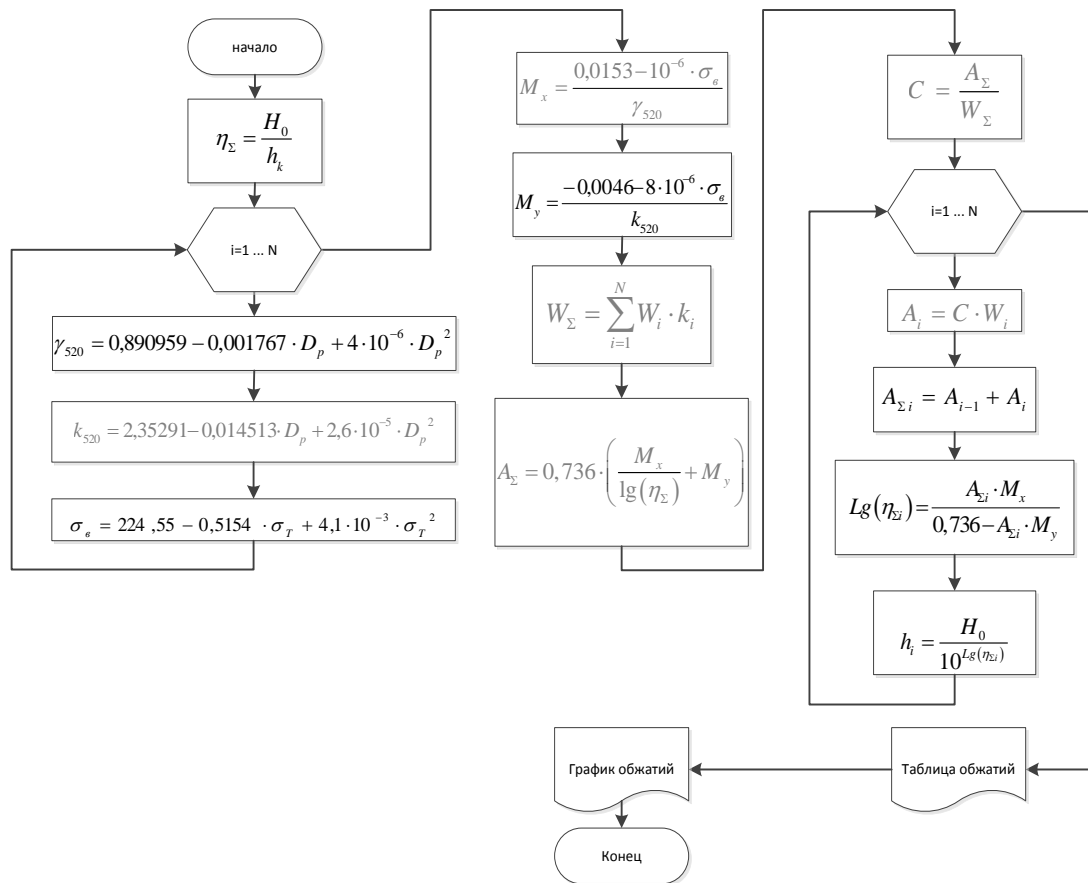 начало
η_Σ = H_0 / h_k
i=1 ... N
γ_520 = 0,890959 − 0,001767 · D_p + 4·10^−6 · D_p^2
k_520 = 2,35291 − 0,014513 · D_p + 2,6·10^−5 · D_p^2
σ_в = 224 ,55 − 0,5154 · σ_T + 4,1·10^−3 · σ_T^2
M_x = (0,0153−10^−6 · σ_в) / γ_520
M_y = (−0,0046−8·10^−6 · σ_в) / k_520
W_Σ = ∑_{i=1}^{N} W_i · k_i
A_Σ = 0,736 · (M_x / lg(η_Σ) + M_y)
C = A_Σ / W_Σ
i=1 ... N
A_i = C · W_i
A_Σ i = A_i−1 + A_i
Lg(η_Σi) = (A_Σi · M_x) / (0,736 − A_Σi · M_y)
h_i = H_0 / 10^Lg(η_Σi)
График обжатий
Таблица обжатий
Конец